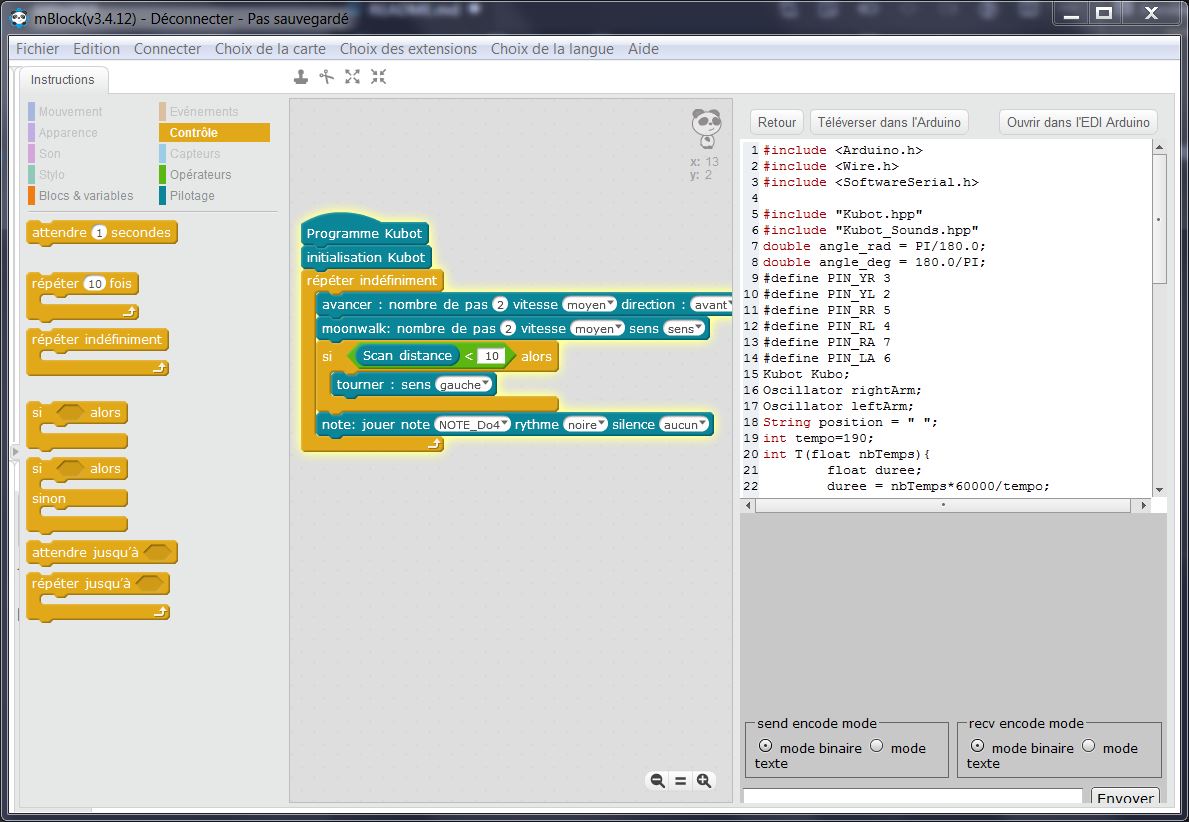 mBlock(v3.4.12) - Déconnecter - Pas sauvegardé
Fichier Edition Connecter Choix de la carte Choix des extensions Choix de la langue Aide
Instructions
Mouvement
Apparence
Son
Stylo
Blocs & variables
Evénements
Contrôle
Capteurs
Opérateurs
Pilotage
attendre 1 secondes
répéter 10 fois
répéter indéfiniment
si alors
si alors
sinon
attendre jusqu'à
répéter jusqu'à
x: 13
y: 2
Programme Kubot
initialisation Kubot
répéter indéfiniment
avancer : nombre de pas 2 vitesse moyen direction : avant
moonwalk: nombre de pas 2 vitesse moyen sens sens
si Scan distance < 10 alors
tourner : sens gauche
note: jouer note NOTE_Do4 rythme noire silence aucun
Retour Téléverser dans l'Arduino Ouvrir dans l'EDI Arduino
1 #include <Arduino.h>
2 #include <Wire.h>
3 #include <SoftwareSerial.h>
4
5 #include "Kubot.hpp"
6 #include "Kubot_Sounds.hpp"
7 double angle_rad = PI/180.0;
8 double angle_deg = 180.0/PI;
9 #define PIN_YR 3
10 #define PIN_YL 2
11 #define PIN_RR 5
12 #define PIN_RL 4
13 #define PIN_RA 7
14 #define PIN_LA 6
15 Kubot Kubo;
16 Oscillator rightArm;
17 Oscillator leftArm;
18 String position = " ";
19 int tempo=190;
20 int T(float nbTemps){
21 float duree;
22 duree = nbTemps*60000/tempo;
send encode mode
mode binaire mode
texte
recv encode mode
mode binaire mode
texte
Envoyer